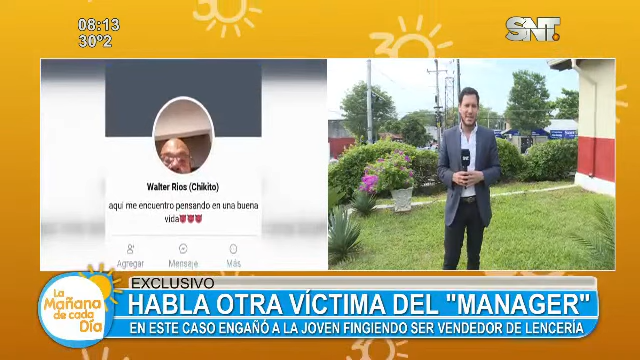 08:13
30°2
SNT.
Walter Rios (Chikito)
aqui me encuentro pensando en una buena
vida
Agregar
Mensaje
Más
EXCLUSIVO
La
Mañana
de cada
Día
HABLA OTRA VÍCTIMA DEL "MANAGER"
EN ESTE CASO ENGAÑÓ A LA JOVEN FINGIENDO SER VENDEDOR DE LENCERÍA